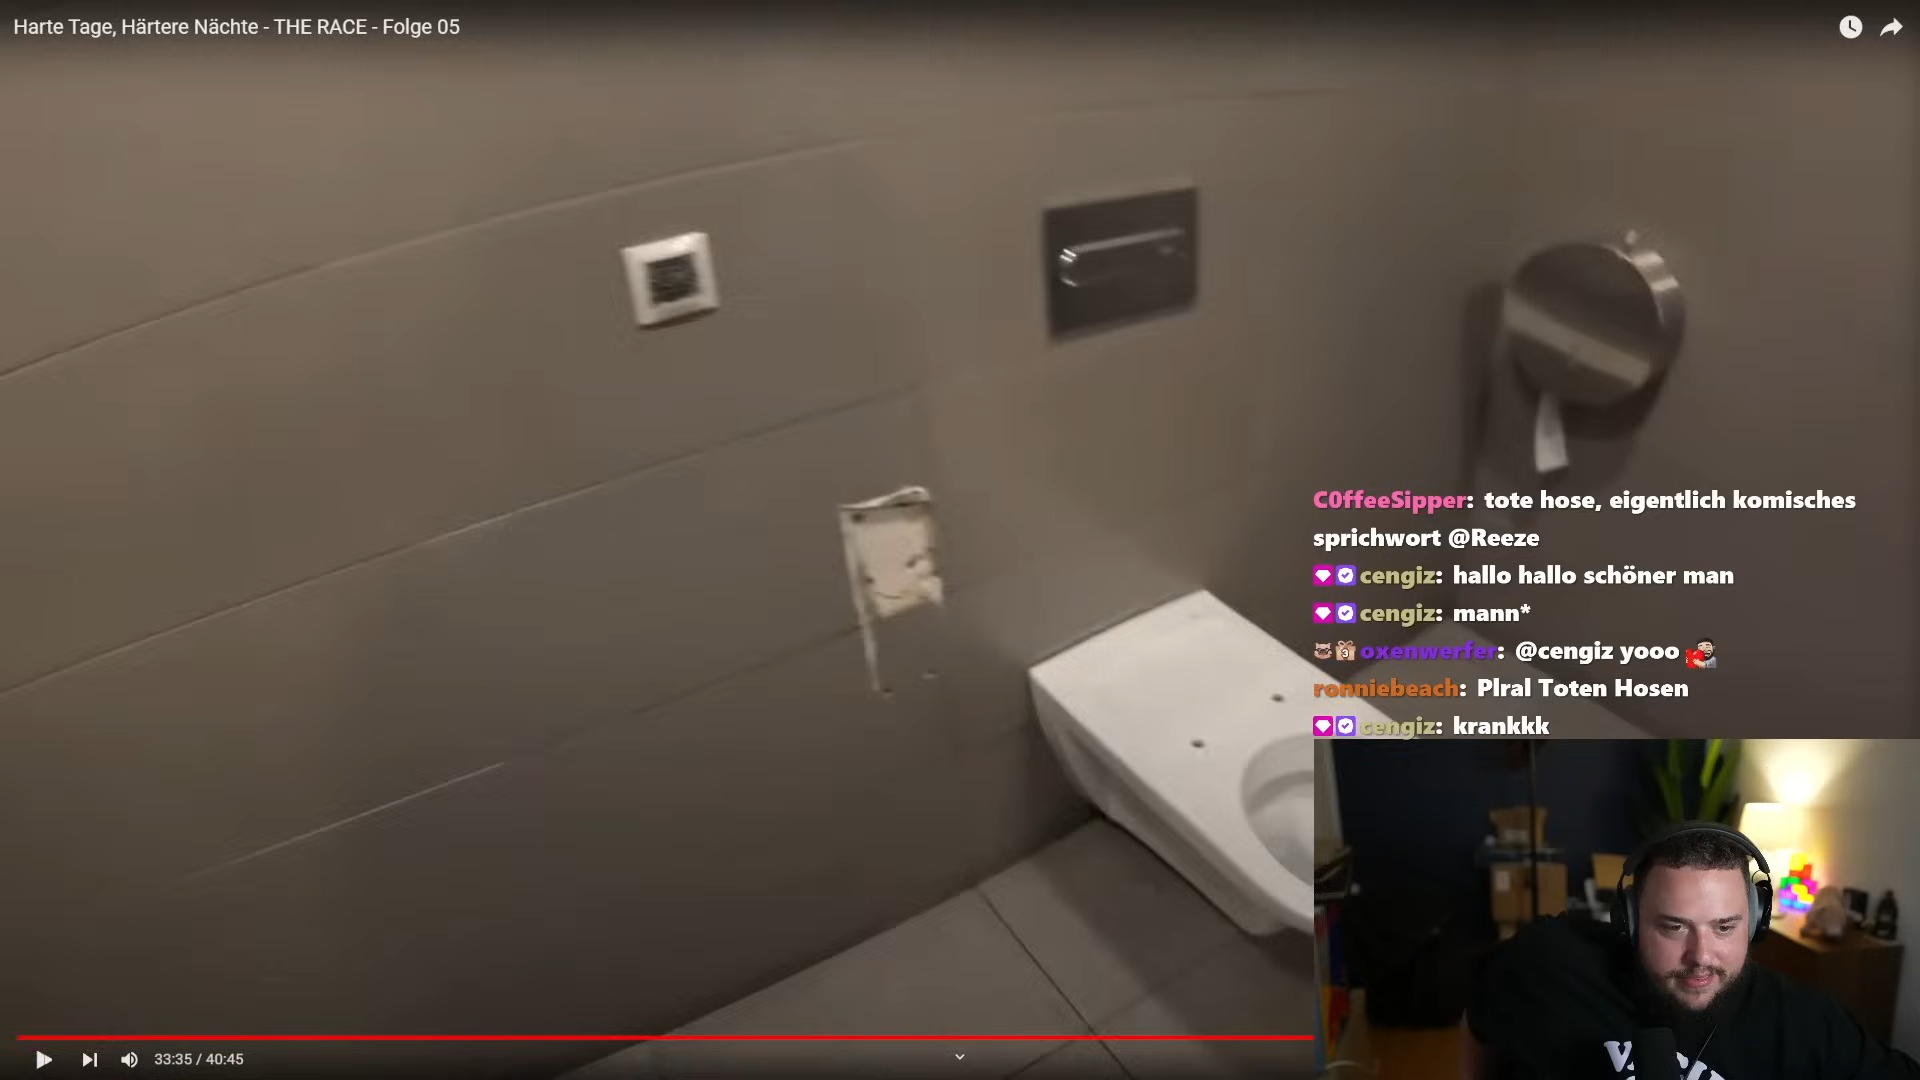 Harte Tage, Härtere Nächte - THE RACE - Folge 05
C0ffeeSipper: tote hose, eigentlich komisches
sprichwort @Reeze
cengiz: hallo hallo schöner man
cengiz: mann*
oxenwerfer: @cengiz yooo
ronniebeach: Plral Toten Hosen
cengiz: krankkk
33:35 / 40:45